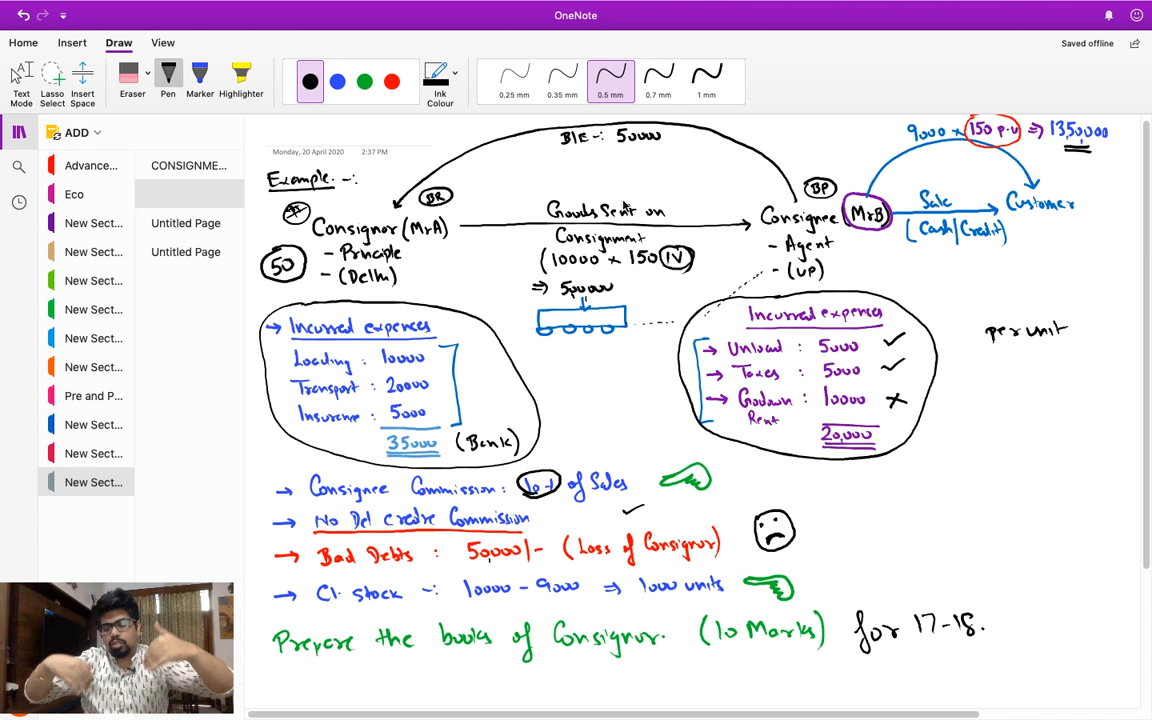 OneNote
Home Insert Draw View
Saved offline
Text Mode
Lasso Select
Insert Space
Eraser
Pen
Marker
Highlighter
Ink Colour
0.25 mm
0.35 mm
0.5 mm
0.7 mm
1 mm
ADD
Advance...
Eco
New Sect...
New Sect...
New Sect...
New Sect...
New Sect...
New Sect...
Pre and P...
New Sect...
New Sect...
New Sect...
CONSIGNME...
Untitled Page
Untitled Page
Monday, 20 April 2020 2:37 PM
Example -:
B/E -: 50000
9000 × 150 p.u ⇒ 1350000
BR
BP
Consignor (Mr A)
- Principle
- (Delhi)
50
Goods Sent on
Consignment
(10000 × 150 IV)
⇒ 500000
Consignee (Mr B)
- Agent
- (UP)
Sale
(Cash/Credit)
Customer
→ Incurred expenses
Loading : 10000
Transport : 20000
Insurance : 5000
35000 (Bank)
Incurred expenses
→ Unload : 5000 ✓
→ Taxes : 5000 ✓
→ Godown Rent : 10000 ×
20,000
per unit
→ Consignee Commission : of Sales
→ No Del credre Commission
→ Bad Debts : 50,000/- (Loss of Consignor)
→ Cl. stock -: 10000 - 9000 ⇒ 1000 units
Prepare the books of Consignor. (10 Marks) for 17-18.